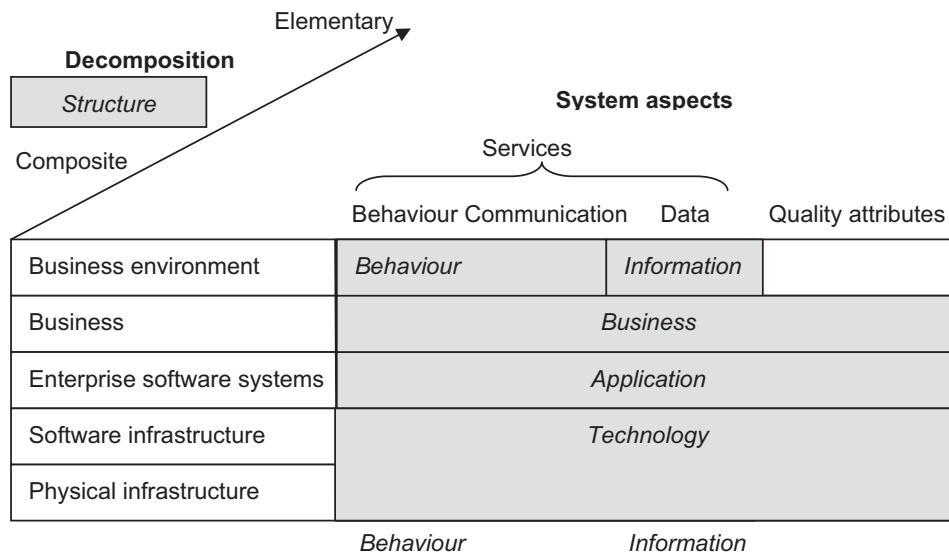 Elementary
Decomposition
Structure
System aspects
Composite
Services
Behaviour Communication Data Quality attributes
Business environment Behaviour Information
Business Business
Enterprise software systems Application
Software infrastructure Technology
Physical infrastructure
Behaviour Information